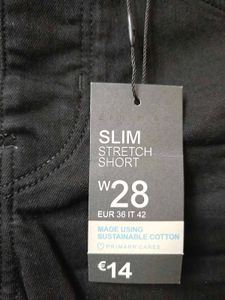 SLIM
STRETCH
SHORT
W28
EUR 36 IT 42
MADE USING
SUSTAINABLE COTTON
PRIMARK CARES
€14